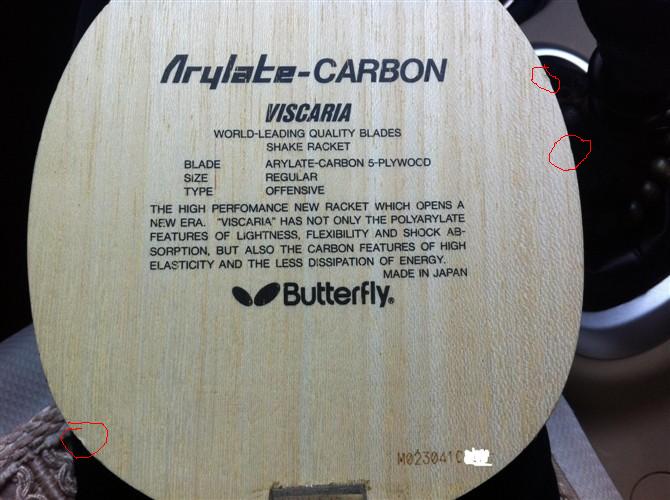 Arylate-CARBON
VISCARIA
WORLD-LEADING QUALITY BLADES
SHAKE RACKET
BLADE ARYLATE-CARBON 5-PLYWOOD
SIZE REGULAR
TYPE OFFENSIVE
THE HIGH PERFOMANCE NEW RACKET WHICH OPENS A
NEW ERA. "VISCARIA" HAS NOT ONLY THE POLYARYLATE
FEATURES OF LIGHTNESS, FLEXIBILITY AND SHOCK AB-
SORPTION, BUT ALSO THE CARBON FEATURES OF HIGH
ELASTICITY AND THE LESS DISSIPATION OF ENERGY.
MADE IN JAPAN
Butterfly®
M023041C